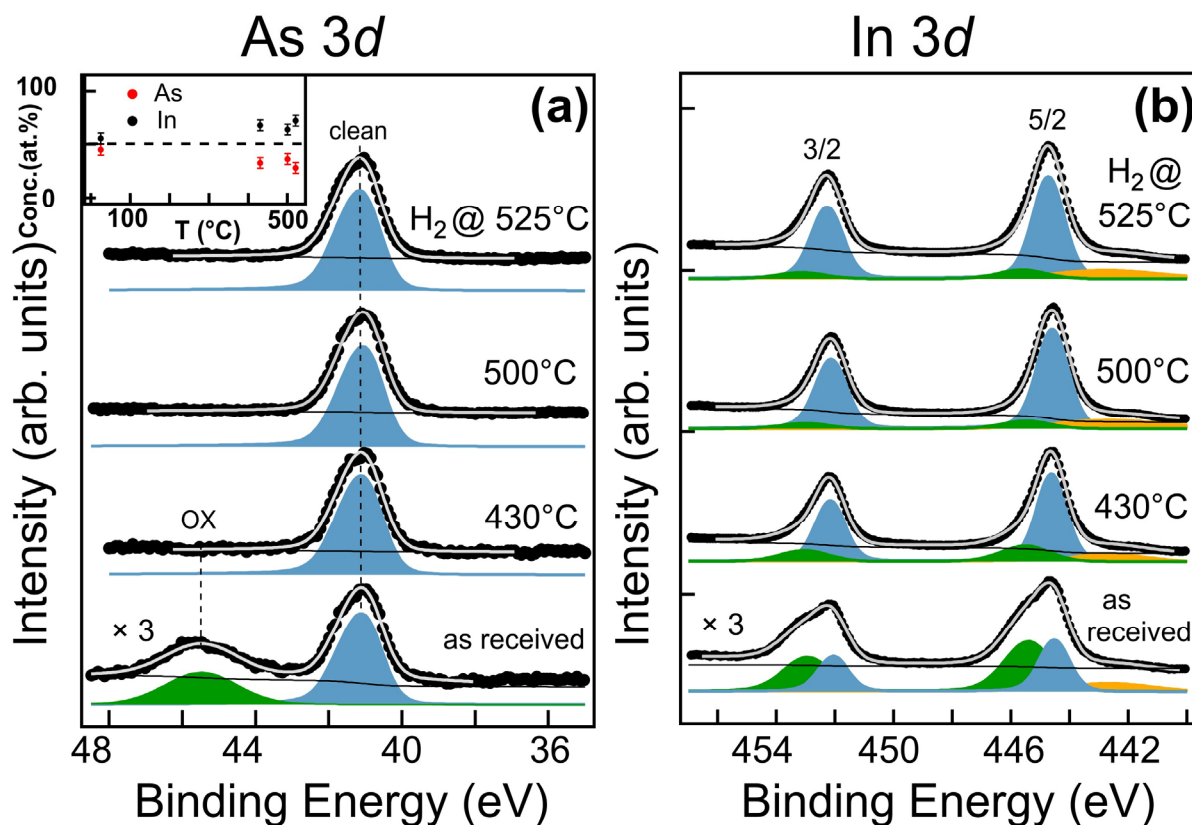 As 3d
In 3d
(a)
100
As
In
0
100
500
T (°C)
Conc.(at.%)
clean
H₂@ 525°C
500°C
430°C
OX
× 3
as received
48
44
40
36
Binding Energy (eV)
Intensity (arb. units)
(b)
3/2
5/2
H₂@
525°C
500°C
430°C
× 3
as
received
454
450
446
442
Binding Energy (eV)
Intensity (arb. units)